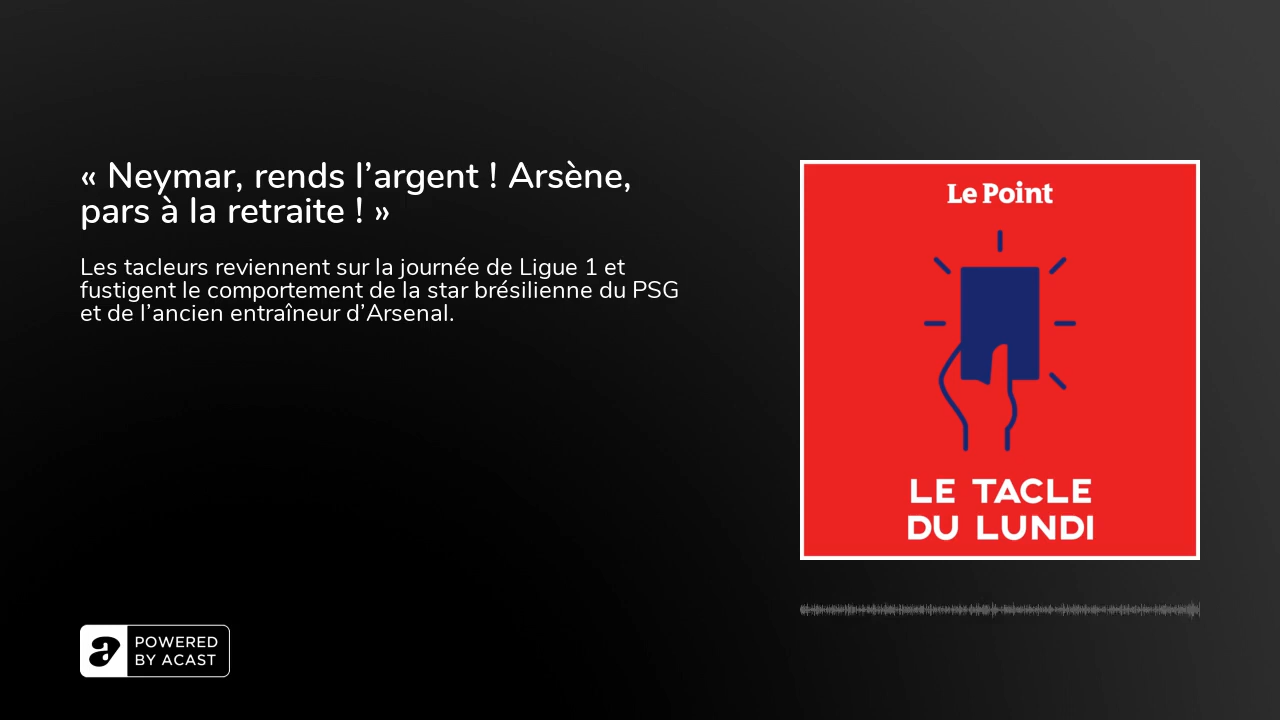 « Neymar, rends l’argent ! Arsène,
pars à la retraite ! »
Les tacleurs reviennent sur la journée de Ligue 1 et
fustigent le comportement de la star brésilienne du PSG
et de l’ancien entraîneur d’Arsenal.
Le Point
LE TACLE
DU LUNDI
POWERED
BY ACAST